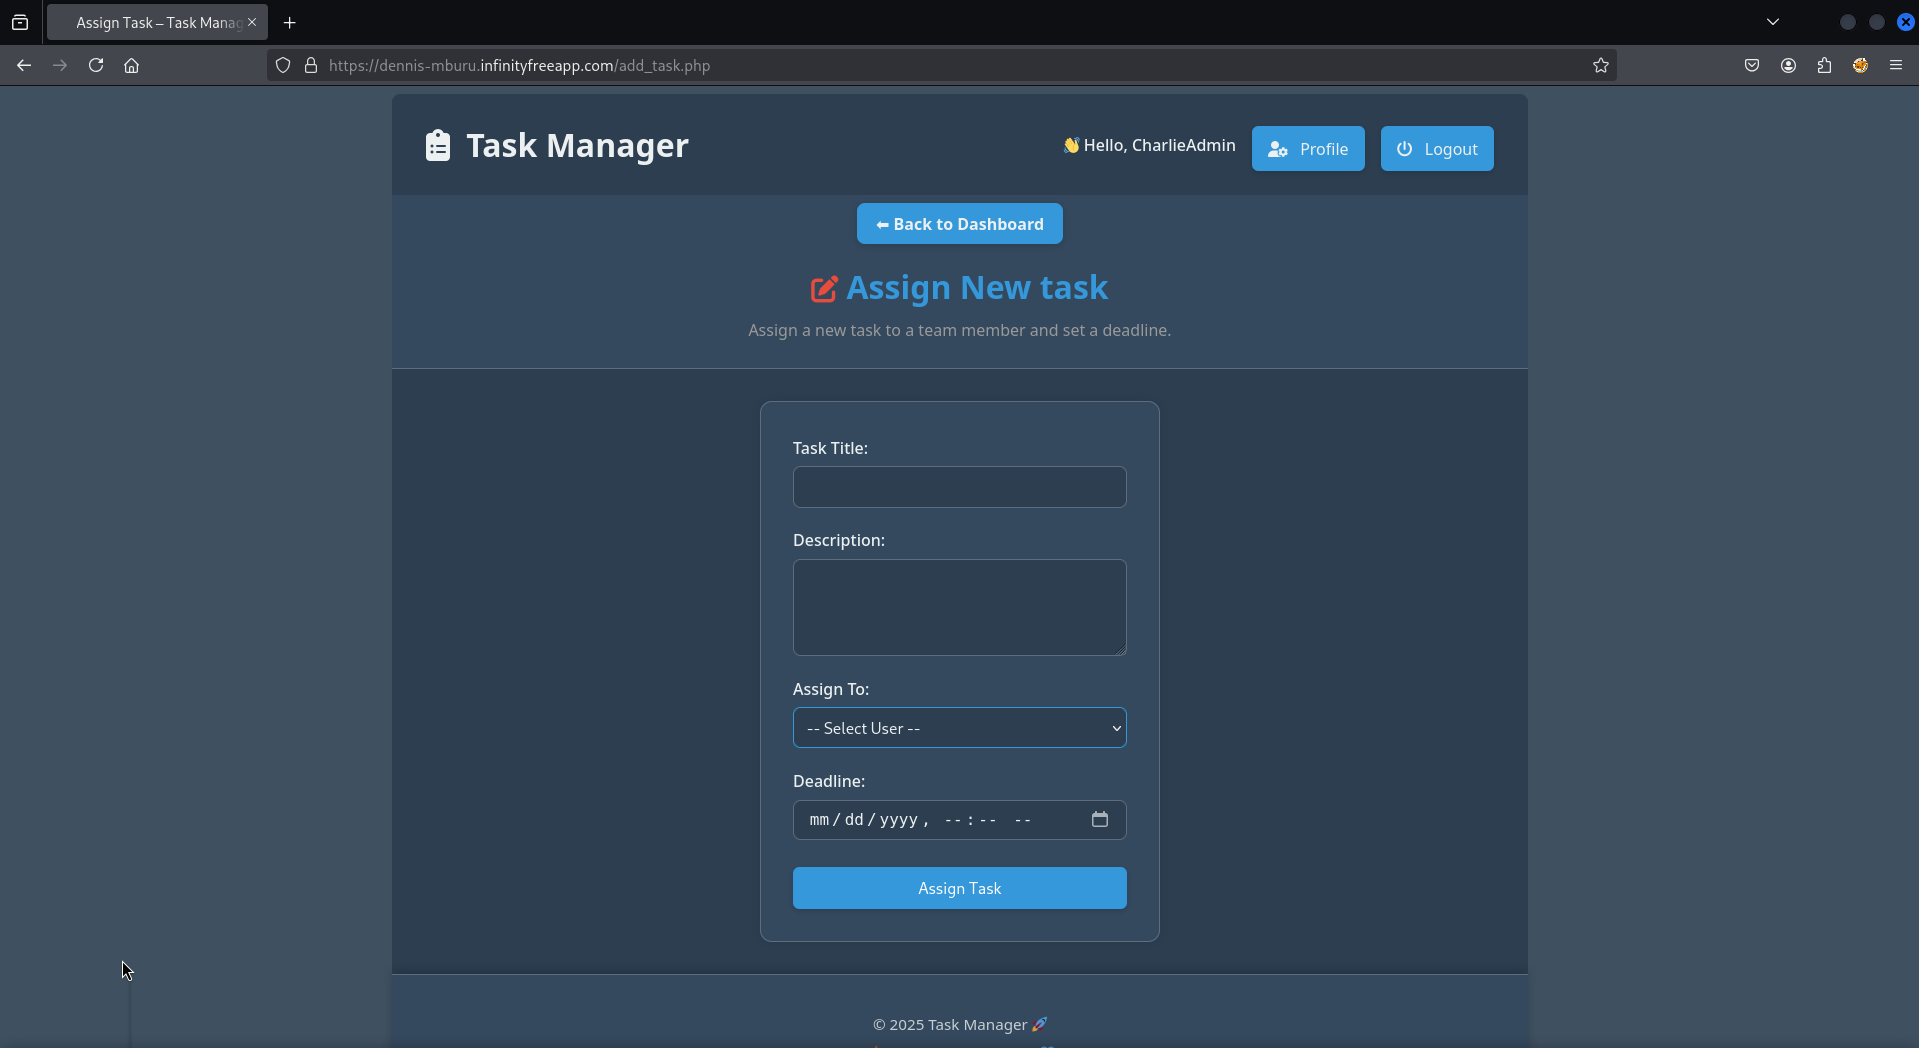 Assign Task – Task Manag
https://dennis-mburu.infinityfreeapp.com/add_task.php
Task Manager
👋 Hello, CharlieAdmin
Profile
Logout
⬅ Back to Dashboard
Assign New task
Assign a new task to a team member and set a deadline.
Task Title:
Description:
Assign To:
-- Select User --
Deadline:
mm/dd/yyyy, --:-- --
Assign Task
© 2025 Task Manager 🚀